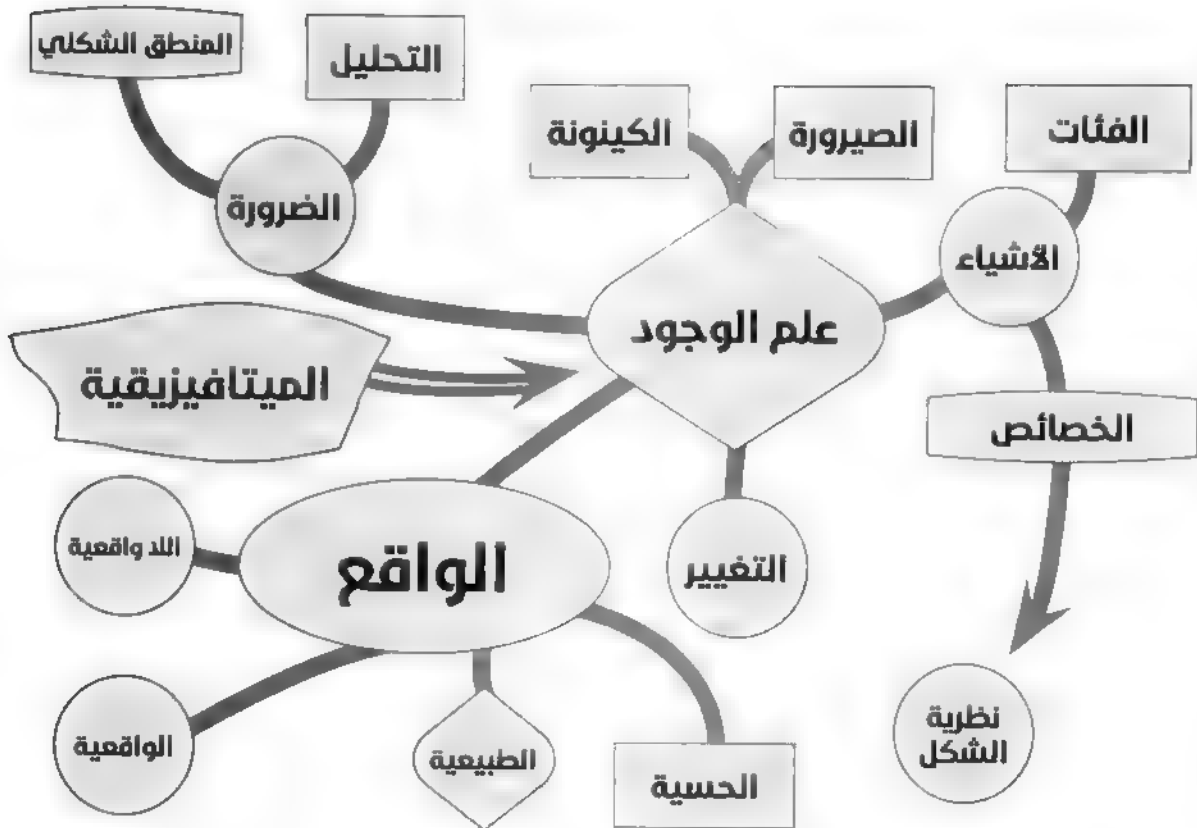 المنطق الشكلي
التحليل
الضرورة
الكينونة
الصيرورة
الفئات
الأشياء
علم الوجود
الميتافيزيقية
الخصائص
اللا واقعية
الواقع
التغيير
الواقعية
الطبيعية
الحسية
نظرية
الشكل